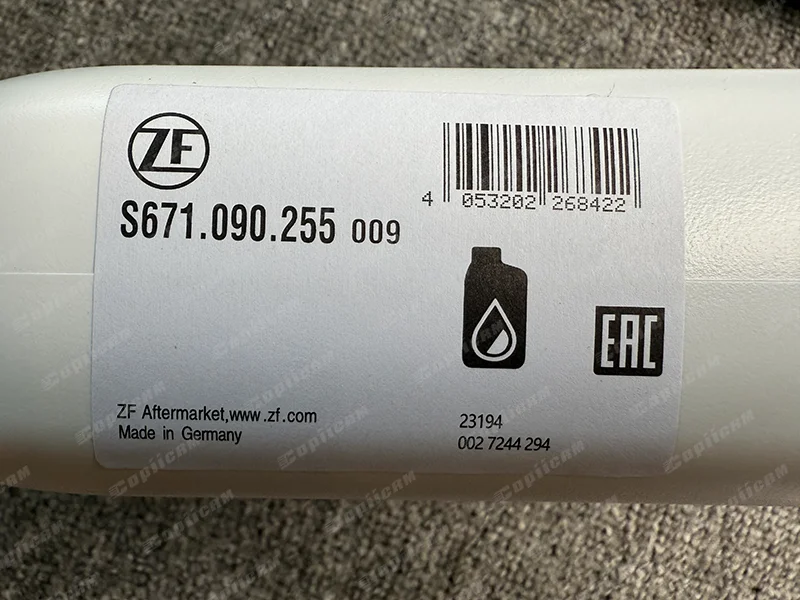 ZF
S671.090.255 009
4 053202 268422
EAC
ZF Aftermarket,www.zf.com
Made in Germany
23194
002 7244 294
SopiiCAM